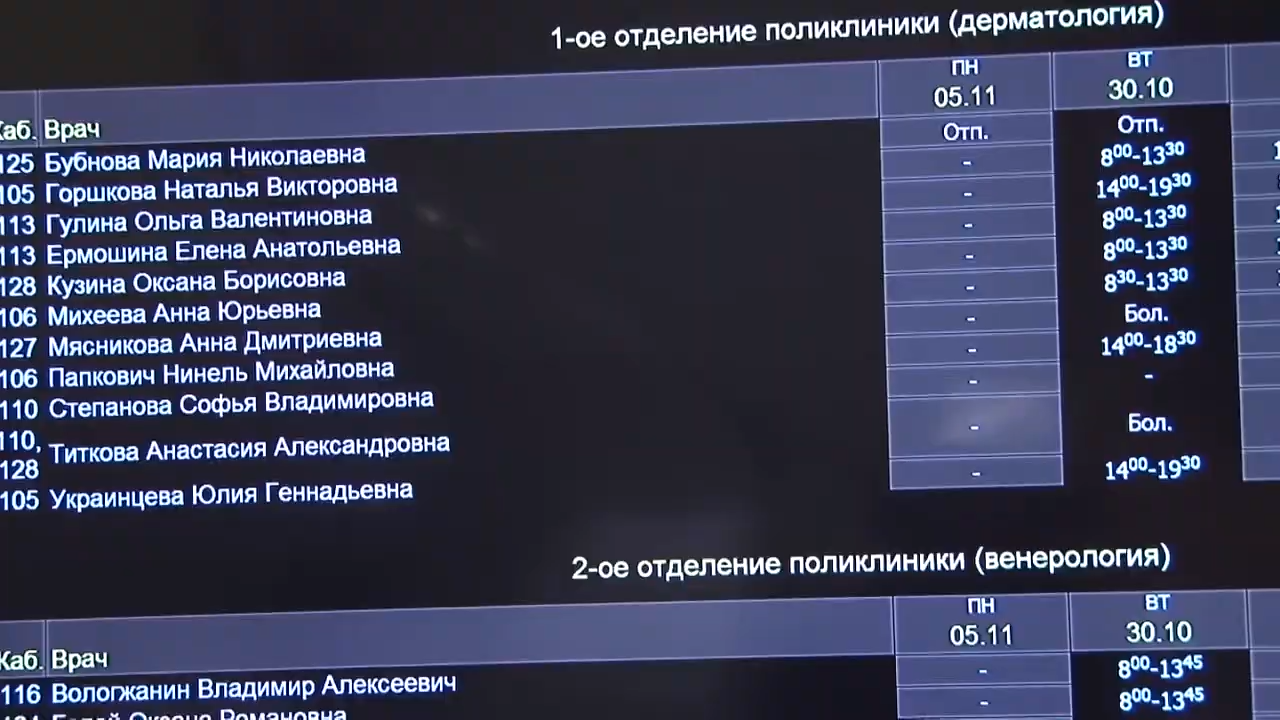 1-ое отделение поликлиники (дерматология)
ПН ВТ
Каб. Врач 05.11 30.10
125 Бубнова Мария Николаевна Отп. Отп.
105 Горшкова Наталья Викторовна - 8⁰⁰-13³⁰
113 Гулина Ольга Валентиновна - 14⁰⁰-19³⁰
113 Ермошина Елена Анатольевна - 8⁰⁰-13³⁰
128 Кузина Оксана Борисовна - 8⁰⁰-13³⁰
106 Михеева Анна Юрьевна - 8³⁰-13³⁰
127 Мясникова Анна Дмитриевна - Бол.
106 Папкович Нинель Михайловна - 14⁰⁰-18³⁰
110 Степанова Софья Владимировна - -
110, 128 Титкова Анастасия Александровна - Бол.
105 Украинцева Юлия Геннадьевна - 14⁰⁰-19³⁰
2-ое отделение поликлиники (венерология)
ПН ВТ
Каб. Врач 05.11 30.10
116 Вологжанин Владимир Алексеевич - 8⁰⁰-13⁴⁵
Оксана Романовна - 8⁰⁰-13⁴⁵